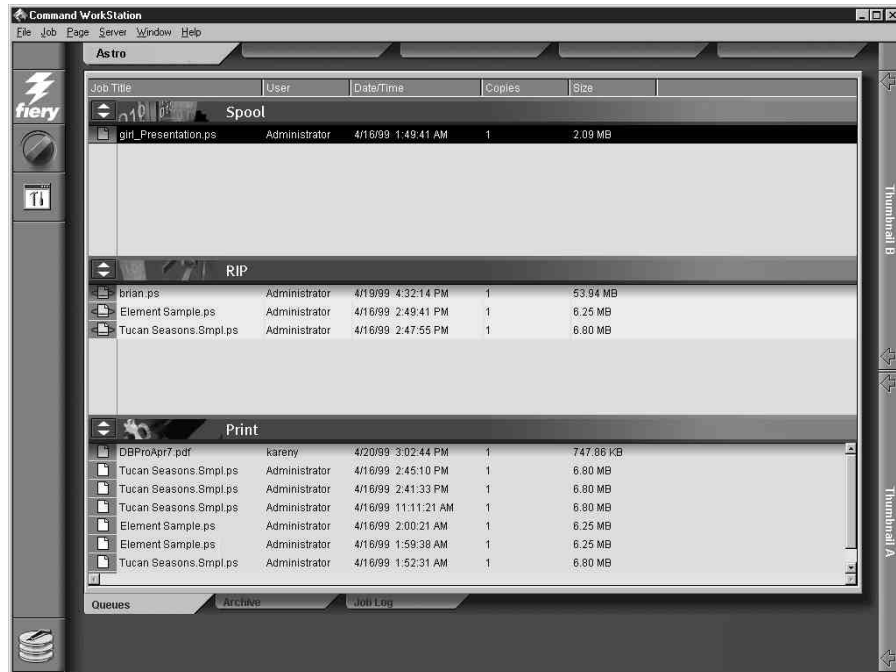 Command WorkStation
File Job Page Server Window Help
Astro
fiery
Job Title User Date/Time Copies Size
Spool
girl_Presentation.ps Administrator 4/16/99 1:49:41 AM 1 2.09 MB
RIP
brian.ps Administrator 4/19/99 4:32:14 PM 1 53.94 MB
Element Sample.ps Administrator 4/16/99 2:49:41 PM 1 6.25 MB
Tucan Seasons.Smpl.ps Administrator 4/16/99 2:47:55 PM 1 6.80 MB
Print
DBProApr7.pdf kareny 4/20/99 3:02:44 PM 1 747.86 KB
Tucan Seasons.Smpl.ps Administrator 4/16/99 2:45:10 PM 1 6.80 MB
Tucan Seasons.Smpl.ps Administrator 4/16/99 2:41:33 PM 1 6.80 MB
Tucan Seasons.Smpl.ps Administrator 4/16/99 11:11:21 AM 1 6.80 MB
Element Sample.ps Administrator 4/16/99 2:00:21 AM 1 6.25 MB
Element Sample.ps Administrator 4/16/99 1:59:38 AM 1 6.25 MB
Tucan Seasons.Smpl.ps Administrator 4/16/99 1:52:31 AM 1 6.80 MB
Queues Archive Job Log
Thumbnail B
Thumbnail A